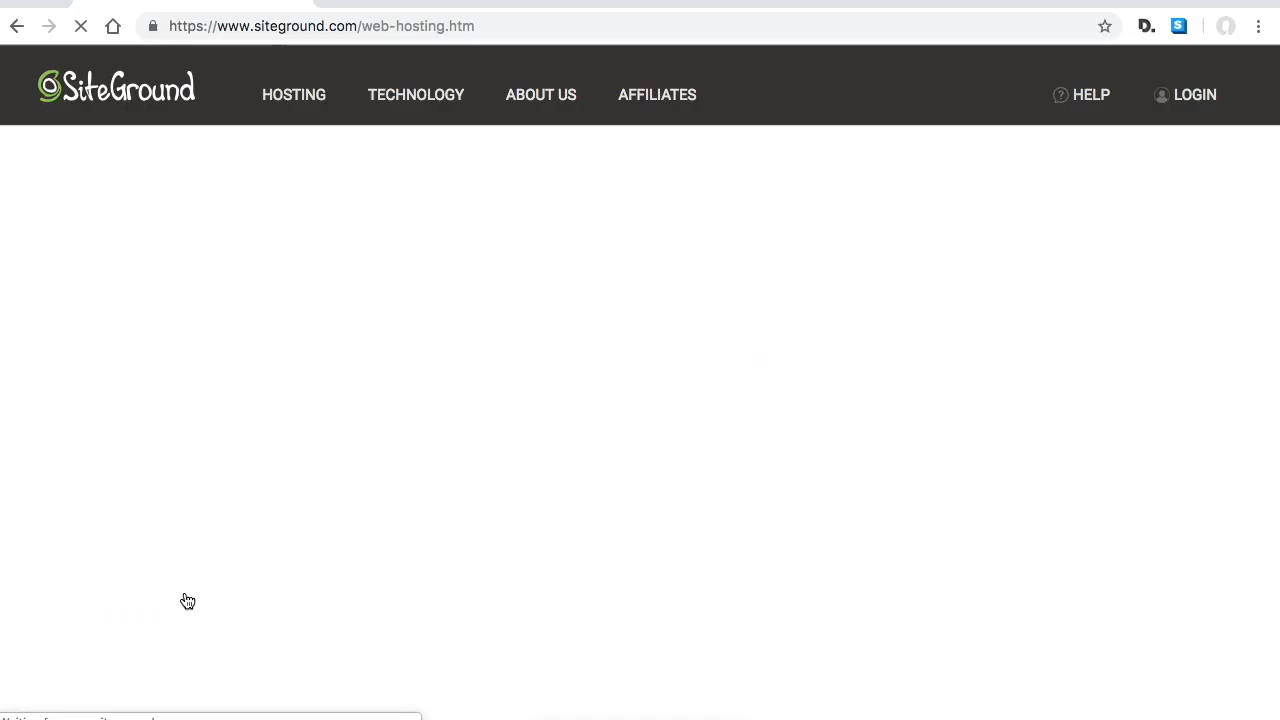 https://www.siteground.com/web-hosting.htm
D.
S
SiteGround
HOSTING
TECHNOLOGY
ABOUT US
AFFILIATES
? HELP
LOGIN